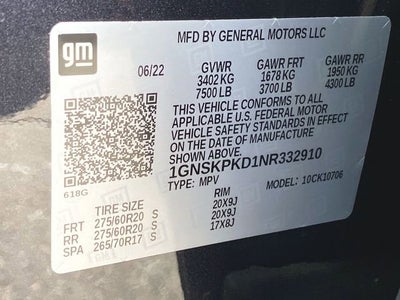 gm
MFD BY GENERAL MOTORS LLC
06/22
GVWR GAWR FRT GAWR RR
3402 KG 1678 KG 1950 KG
7500 LB 3700 LB 4300 LB
THIS VEHICLE CONFORMS TO ALL
APPLICABLE U.S. FEDERAL MOTOR
VEHICLE SAFETY STANDARDS IN EFFECT
ON THE DATE OF MANUFACTURE
SHOWN ABOVE
1GNSKPKD1NR332910
618G
TYPE: MPV MODEL: 10CK10706
TIRE SIZE RIM
FRT 275/60R20 S 20X9J
RR 275/60R20 S 20X9J
SPA 265/70R17 S 17X8J